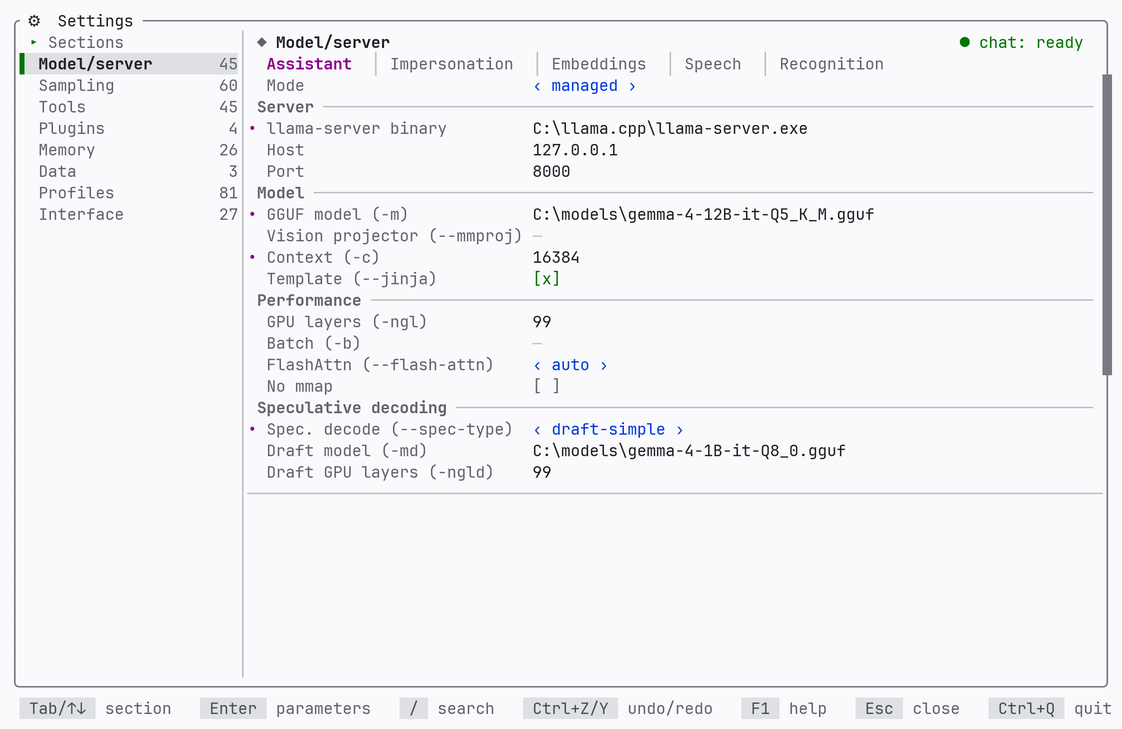 ⚙ Settings
▸ Sections
Model/server 45
Sampling 60
Tools 45
Plugins 4
Memory 26
Data 3
Profiles 81
Interface 27
◆ Model/server ● chat: ready
Assistant │ Impersonation │ Embeddings │ Speech │ Recognition
Mode ‹ managed ›
Server
• llama-server binary C:\llama.cpp\llama-server.exe
Host 127.0.0.1
Port 8000
Model
• GGUF model (-m) C:\models\gemma-4-12B-it-Q5_K_M.gguf
Vision projector (--mmproj) —
• Context (-c) 16384
Template (--jinja) [x]
Performance
GPU layers (-ngl) 99
Batch (-b) —
FlashAttn (--flash-attn) ‹ auto ›
No mmap [ ]
Speculative decoding
• Spec. decode (--spec-type) ‹ draft-simple ›
Draft model (-md) C:\models\gemma-4-1B-it-Q8_0.gguf
Draft GPU layers (-ngld) 99
Tab/↑↓ section Enter parameters / search Ctrl+Z/Y undo/redo F1 help Esc close Ctrl+Q quit